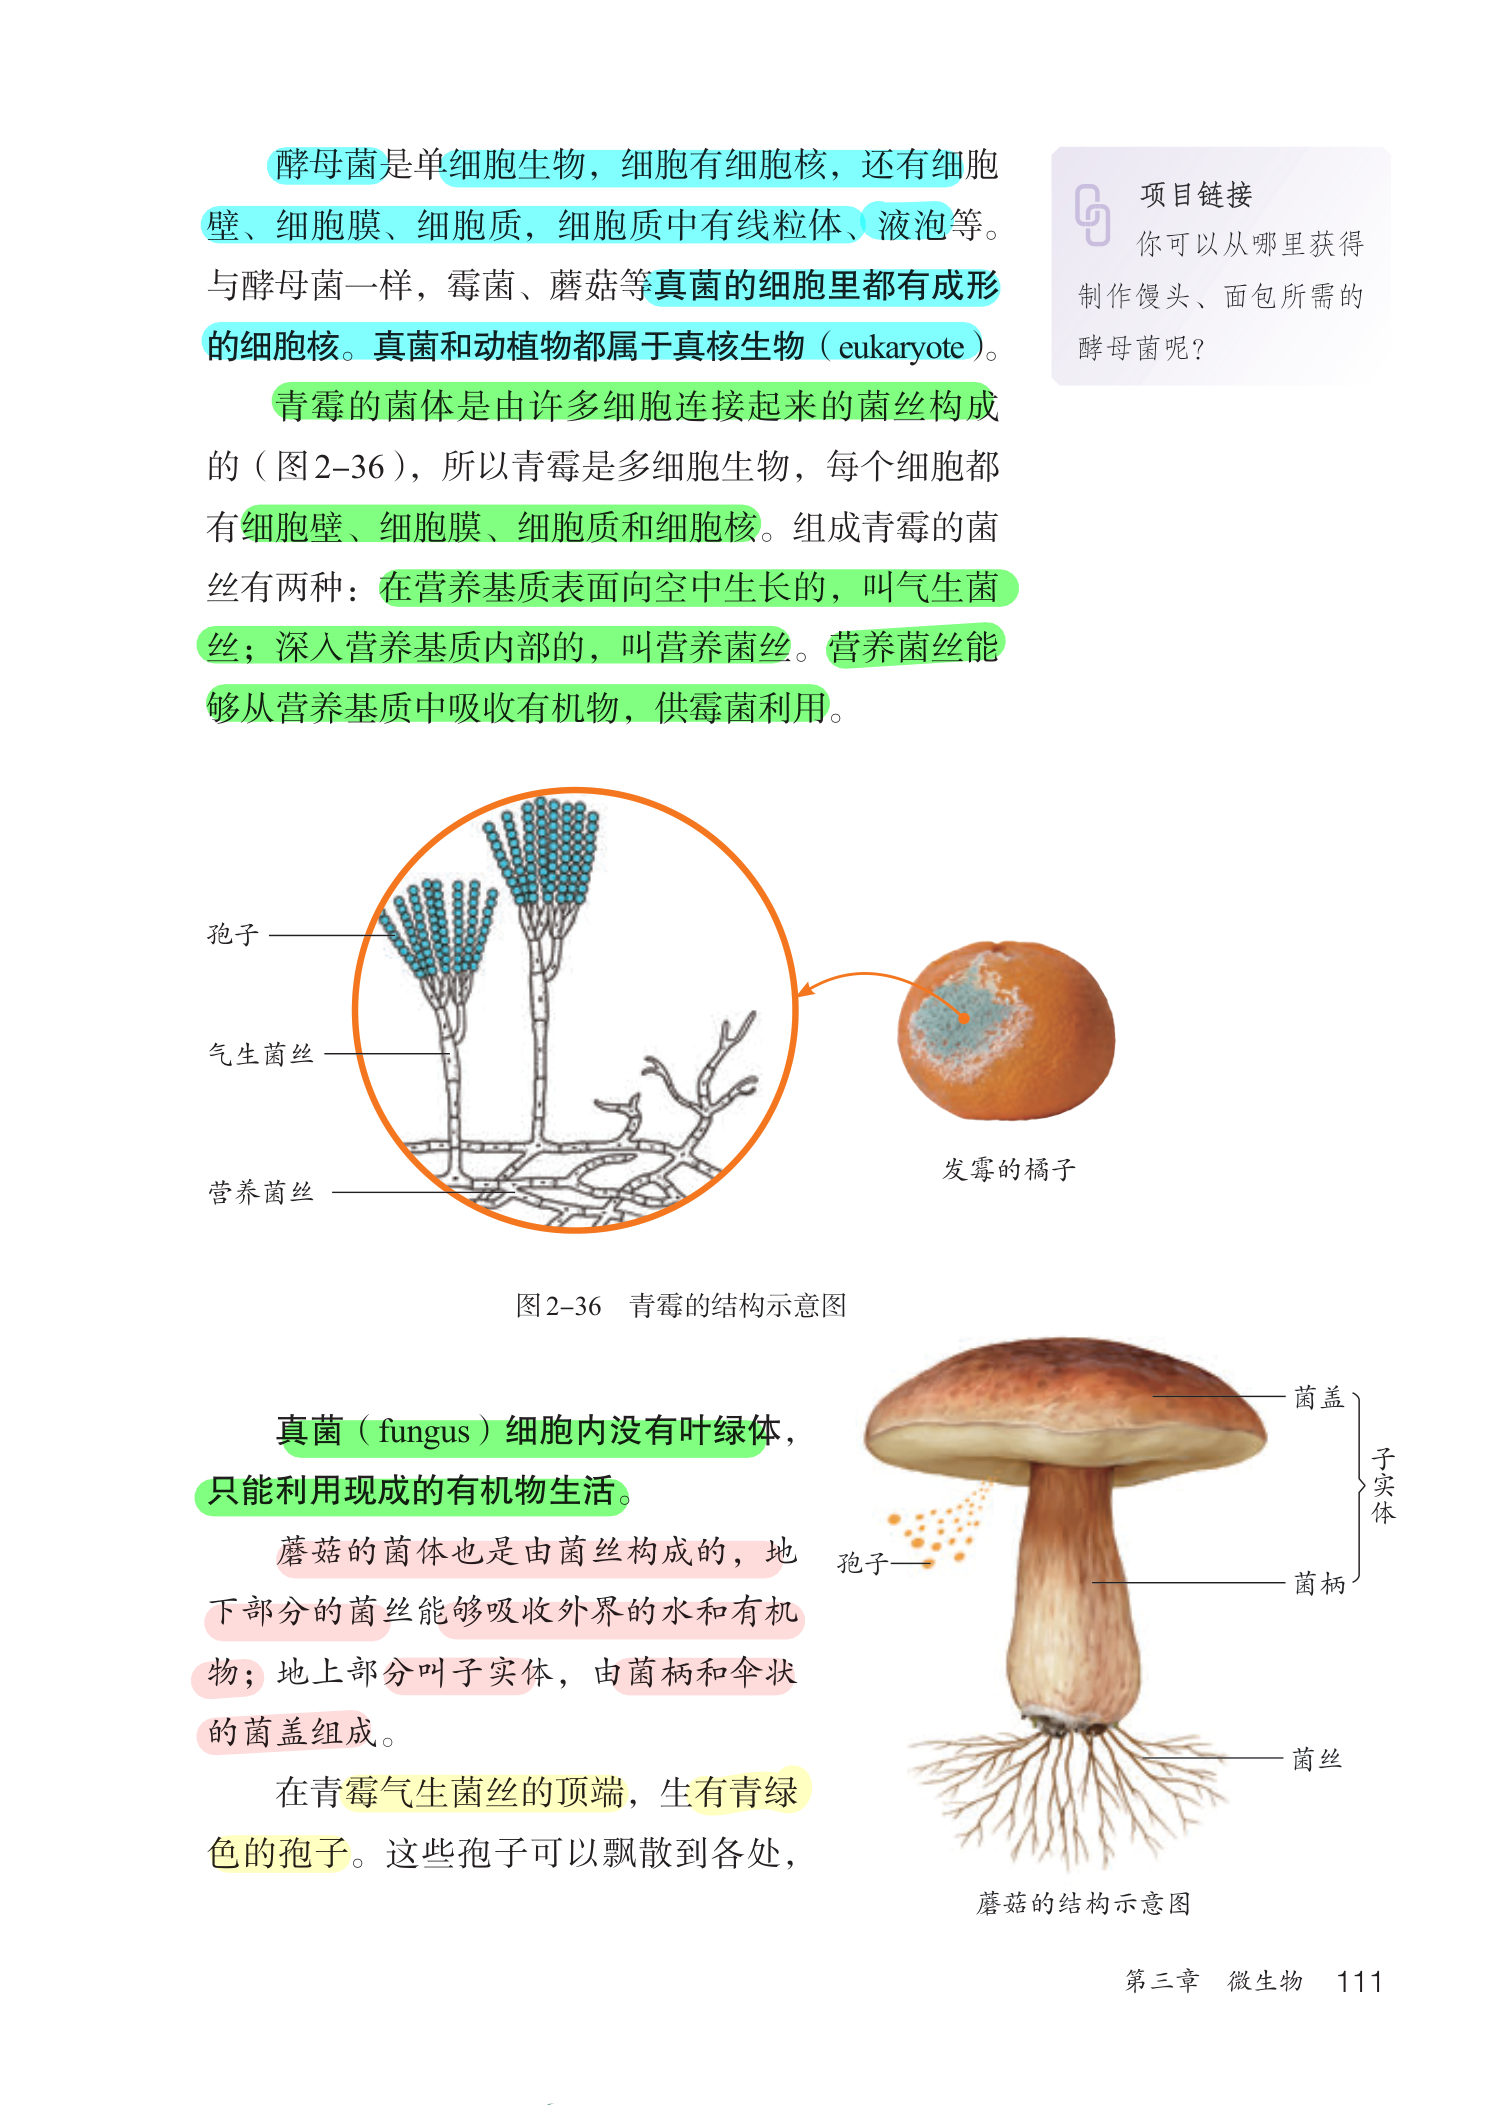 酵母菌是单细胞生物，细胞有细胞核，还有细胞
壁、细胞膜、细胞质，细胞质中有线粒体、液泡等。
与酵母菌一样，霉菌、蘑菇等真菌的细胞里都有成形
的细胞核。真菌和动植物都属于真核生物（eukaryote）。
项目链接
你可以从哪里获得
制作馒头、面包所需的
酵母菌呢？
青霉的菌体是由许多细胞连接起来的菌丝构成
的（图2–36），所以青霉是多细胞生物，每个细胞都
有细胞壁、细胞膜、细胞质和细胞核。组成青霉的菌
丝有两种：在营养基质表面向空中生长的，叫气生菌
丝；深入营养基质内部的，叫营养菌丝。营养菌丝能
够从营养基质中吸收有机物，供霉菌利用。
孢子
气生菌丝
营养菌丝
发霉的橘子
图2–36　青霉的结构示意图
真菌（fungus）细胞内没有叶绿体，
只能利用现成的有机物生活。
蘑菇的菌体也是由菌丝构成的，地
下部分的菌丝能够吸收外界的水和有机
物；地上部分叫子实体，由菌柄和伞状
的菌盖组成。
在青霉气生菌丝的顶端，生有青绿
色的孢子。这些孢子可以飘散到各处，
菌盖
子实体
孢子
菌柄
菌丝
蘑菇的结构示意图
第三章　微生物　111